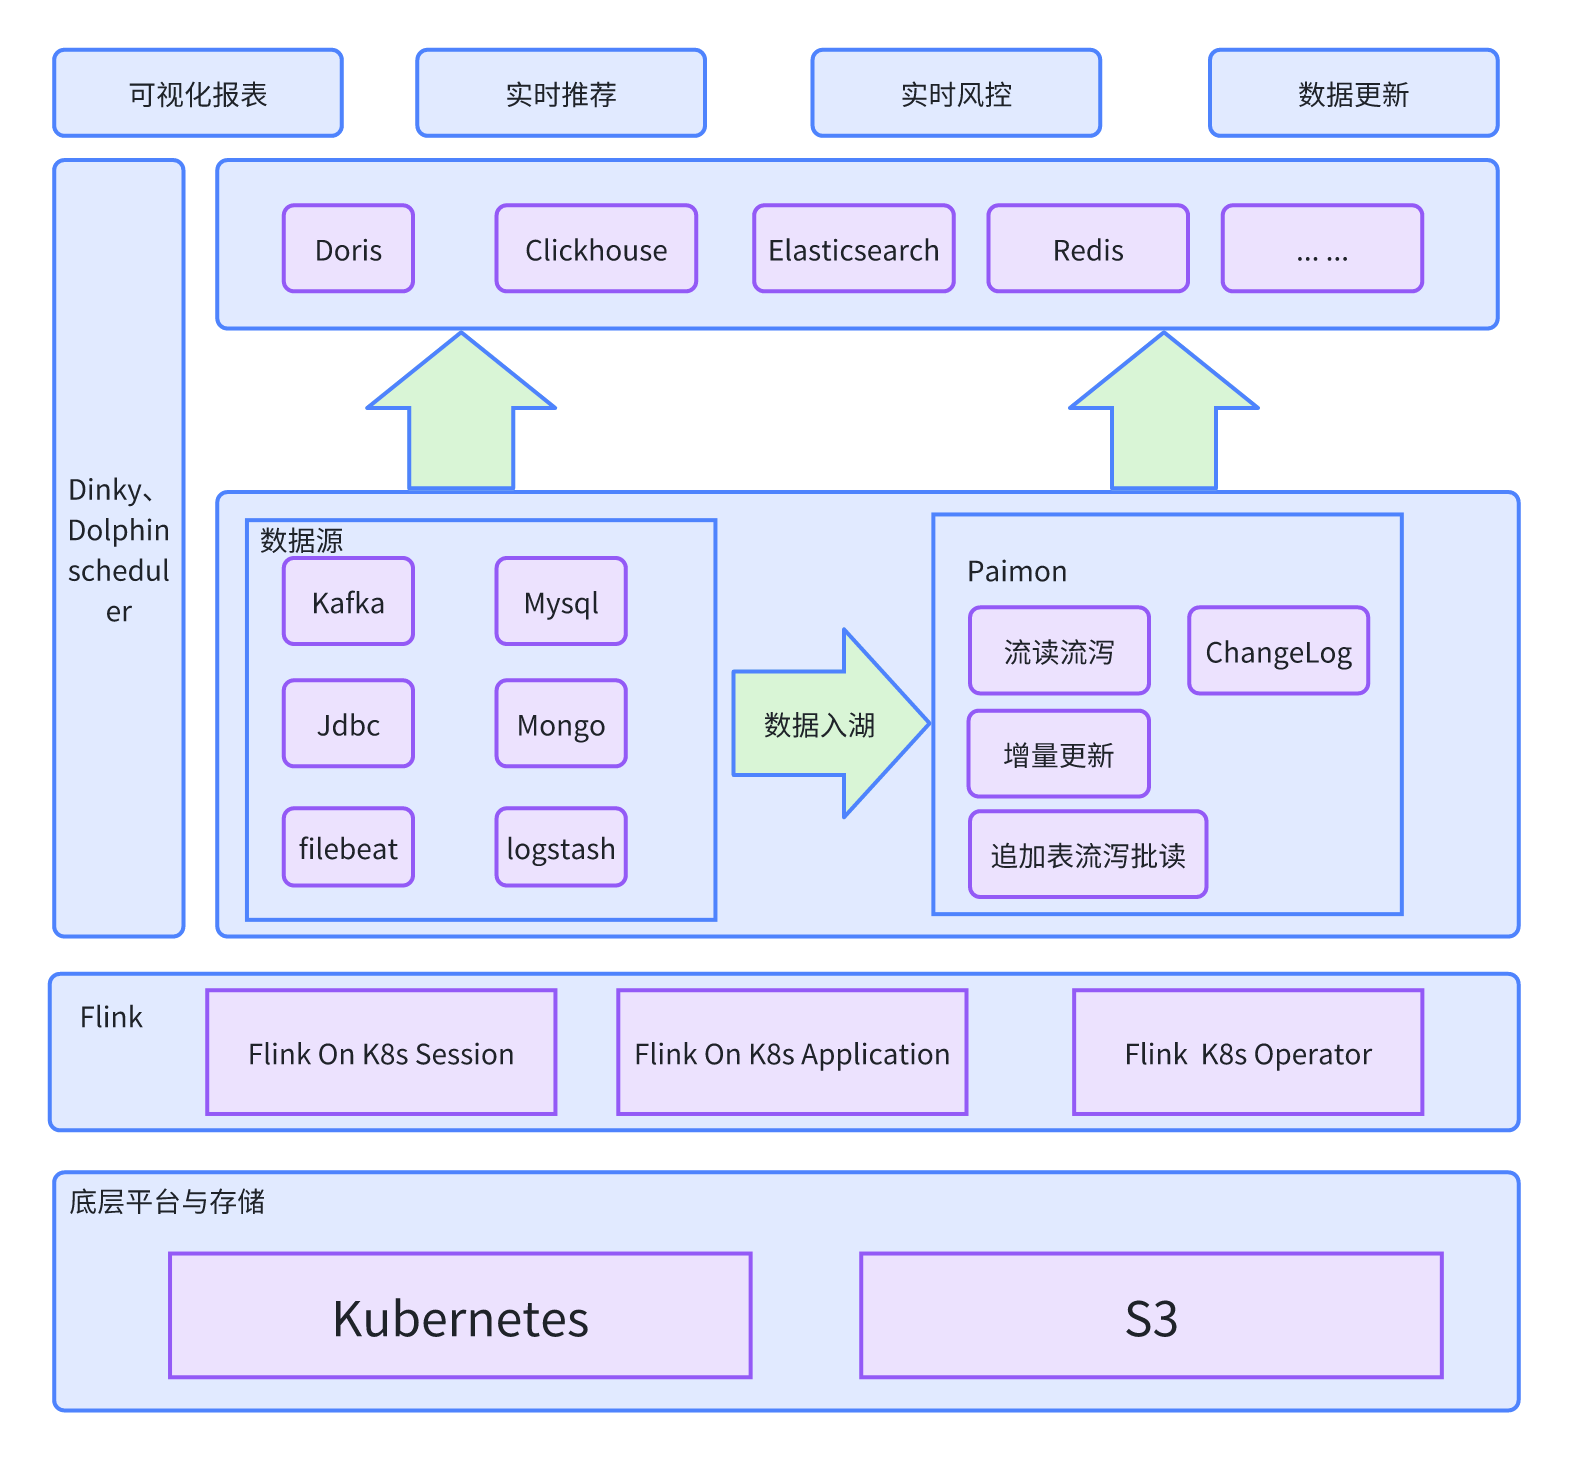 可视化报表
实时推荐
实时风控
数据更新
Doris
Clickhouse
Elasticsearch
Redis
... ...
Dinky、
Dolphin
schedul
er
数据源
Kafka
Mysql
Jdbc
Mongo
filebeat
logstash
数据入湖
Paimon
流读流泻
ChangeLog
增量更新
追加表流泻批读
Flink
Flink On K8s Session
Flink On K8s Application
Flink  K8s Operator
底层平台与存储
Kubernetes
S3